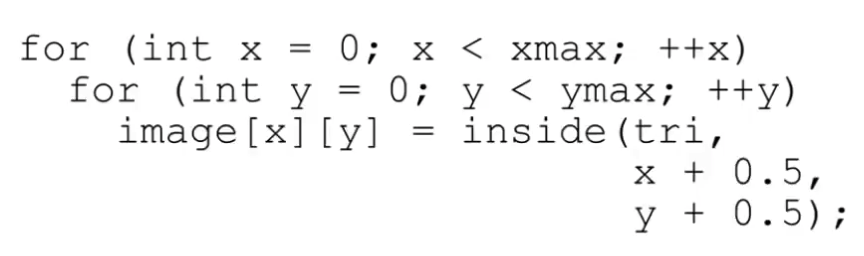 for (int x = 0; x < xmax; ++x)
for (int y = 0; y < ymax; ++y)
image[x][y] = inside(tri,
x + 0.5,
y + 0.5);